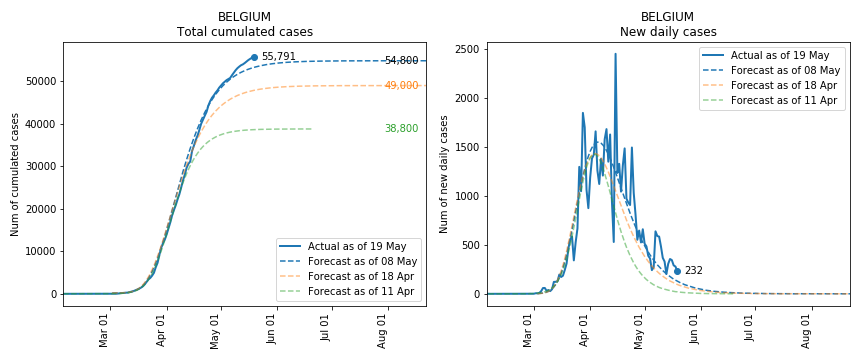 BELGIUM
Total cumulated cases
Num of cumulated cases
50000
40000
30000
20000
10000
0
55,791
54,800
49,000
38,800
Actual as of 19 May
Forecast as of 08 May
Forecast as of 18 Apr
Forecast as of 11 Apr
Mar 01
Apr 01
May 01
Jun 01
Jul 01
Aug 01
BELGIUM
New daily cases
Num of new daily cases
2500
2000
1500
1000
500
0
Actual as of 19 May
Forecast as of 08 May
Forecast as of 18 Apr
Forecast as of 11 Apr
232
Mar 01
Apr 01
May 01
Jun 01
Jul 01
Aug 01